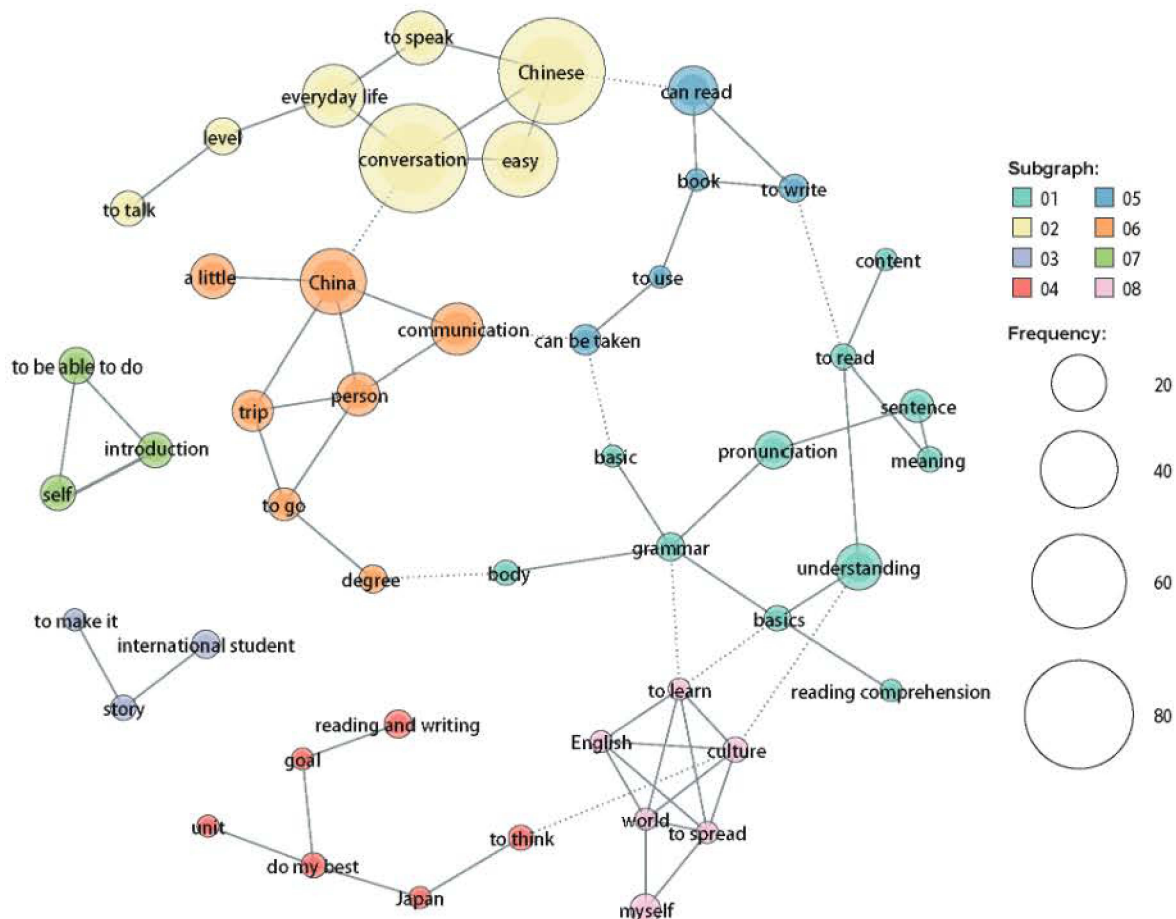 to speak
Chinese
can read
everyday life
level
conversation
easy
book
to write
to talk
a little
China
to use
content
communication
can be taken
to read
to be able to do
person
trip
sentence
introduction
basic
pronunciation
meaning
self
to go
grammar
degree
body
understanding
to make it
international student
basics
story
to learn
reading comprehension
reading and writing
English
culture
goal
unit
world
to spread
to think
do my best
Japan
myself
Subgraph:
01 05
02 06
03 07
04 08
Frequency:
20
40
60
80